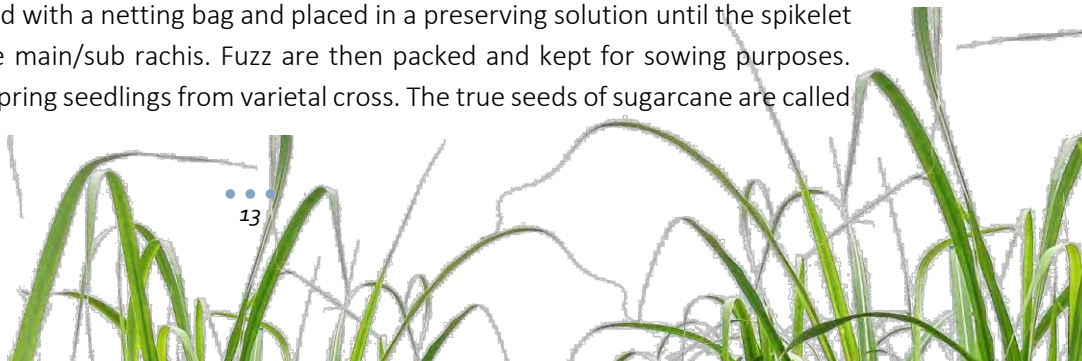 d with a netting bag and placed in a preserving solution until the spikelet
e main/sub rachis. Fuzz are then packed and kept for sowing purposes.
pring seedlings from varietal cross. The true seeds of sugarcane are called
13